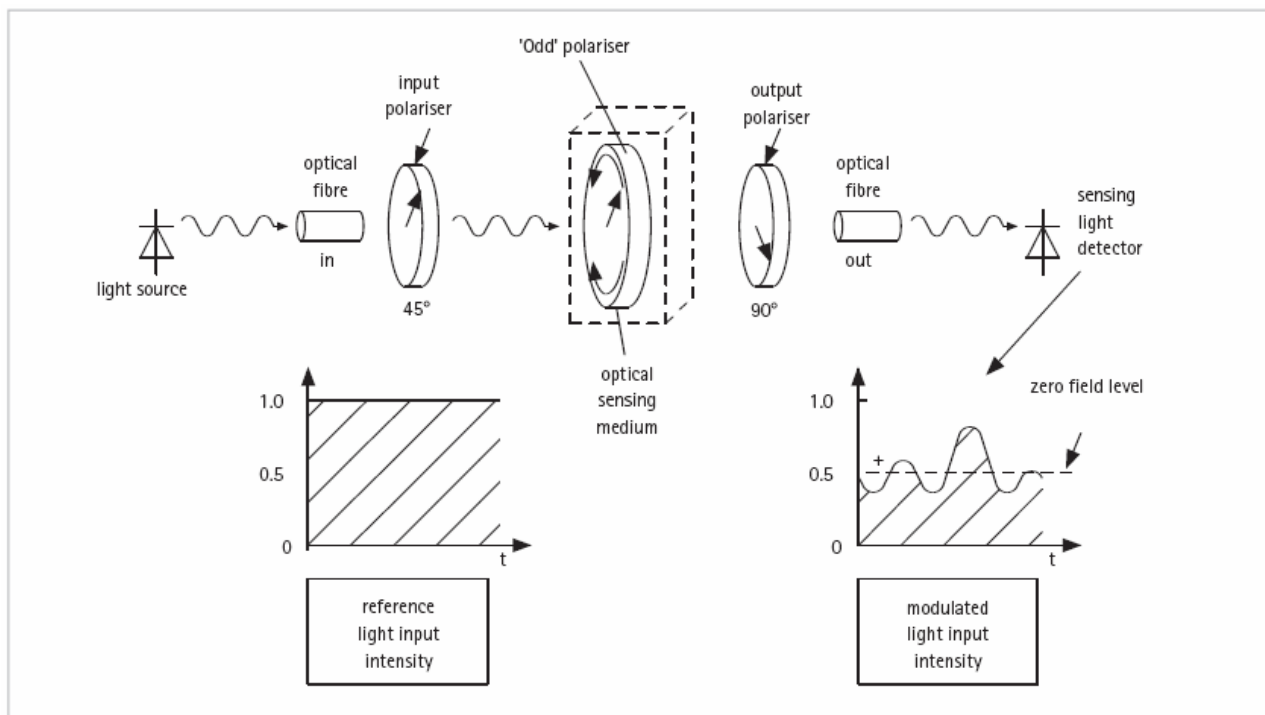 'Odd' polariser
input
polariser
output
polariser
optical
fibre
optical
fibre
sensing
light
detector
in
out
light source
45°
90°
optical
sensing
medium
zero field level
1.0
0.5
0
t
1.0
+
0.5
0
t
reference
light input
intensity
modulated
light input
intensity